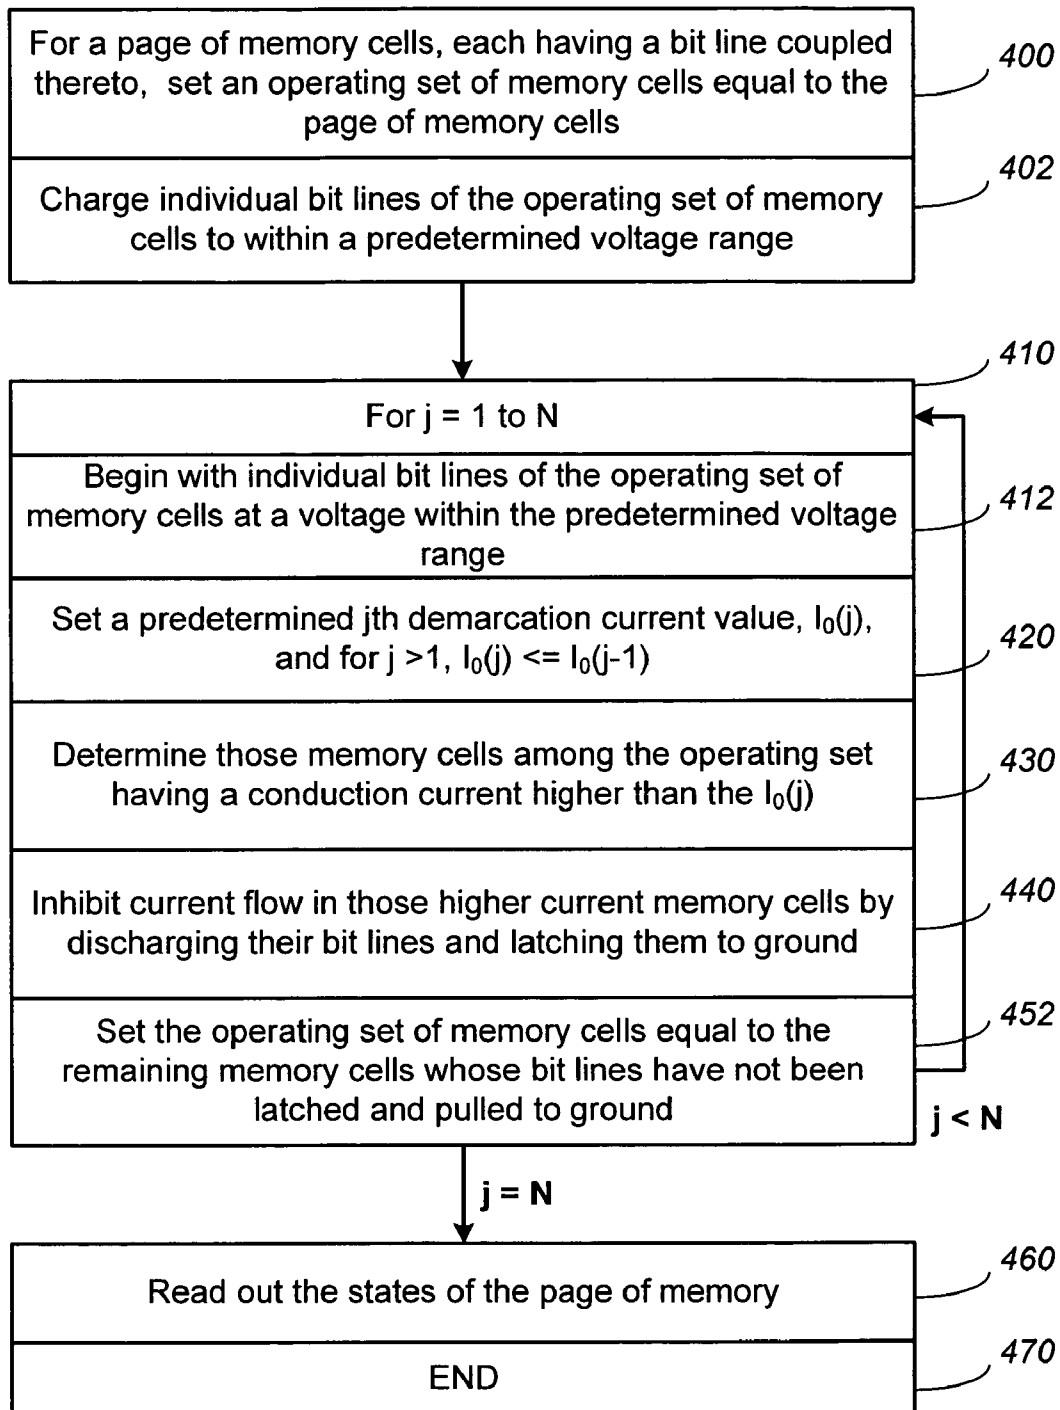 For a page of memory cells, each having a bit line coupled
thereto, set an operating set of memory cells equal to the
page of memory cells
400
Charge individual bit lines of the operating set of memory
cells to within a predetermined voltage range
402
410
For j = 1 to N
Begin with individual bit lines of the operating set of
memory cells at a voltage within the predetermined voltage
range
412
Set a predetermined jth demarcation current value, I₀(j),
and for j >1, I₀(j) <= I₀(j-1)
420
Determine those memory cells among the operating set
having a conduction current higher than the I₀(j)
430
Inhibit current flow in those higher current memory cells by
discharging their bit lines and latching them to ground
440
Set the operating set of memory cells equal to the
remaining memory cells whose bit lines have not been
latched and pulled to ground
452
j < N
j = N
Read out the states of the page of memory
460
END
470